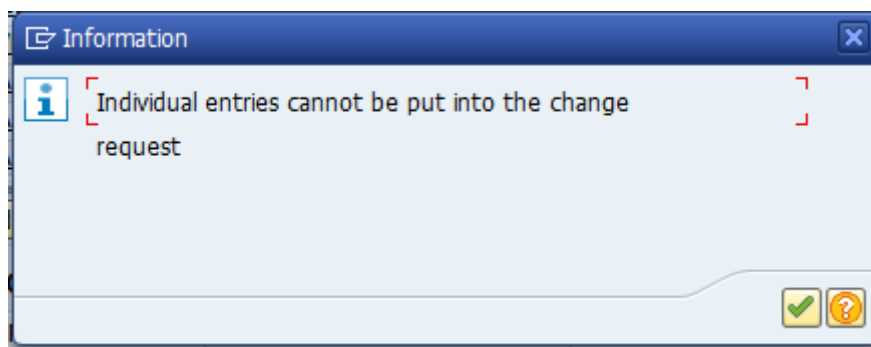 Information
Individual entries cannot be put into the change
request